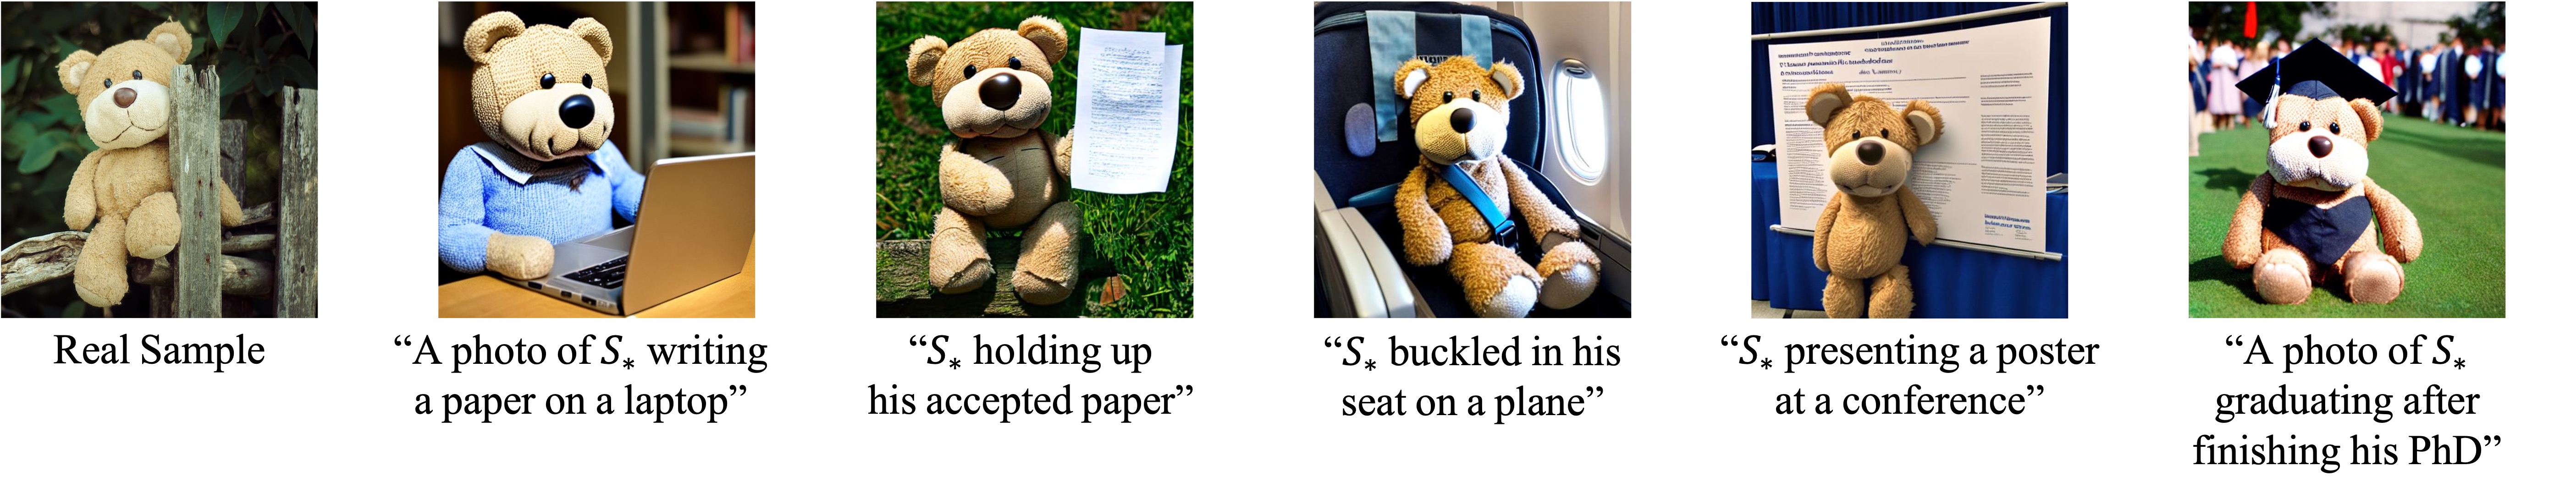 Real Sample
“A photo of S* writing
a paper on a laptop”
“S* holding up
his accepted paper”
“S* buckled in his
seat on a plane”
“S* presenting a poster
at a conference”
“A photo of S*
graduating after
finishing his PhD”